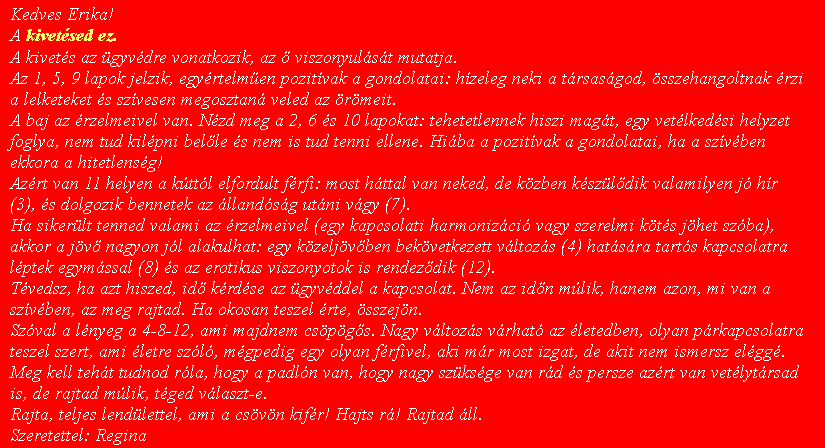 Kedves Erika!
A kivetésed ez.
A kivetés az ügyvédre vonatkozik, az ő viszonyulását mutatja.
Az 1, 5, 9 lapok jelzik, egyértelműen pozitívak a gondolatai: hízeleg neki a társaságod, összehangoltnak érzi
a lelketeket és szívesen megosztaná veled az örömeit.
A baj az érzelmeivel van. Nézd meg a 2, 6 és 10 lapokat: tehetetlennek hiszi magát, egy vetélkedési helyzet
foglya, nem tud kilépni belőle és nem is tud tenni ellene. Hiába a pozitívak a gondolatai, ha a szívében
ekkora a hitetlenség!
Azért van 11 helyen a kúttól elfordult férfi: most háttal van neked, de közben készülődik valamilyen jó hír
(3), és dolgozik bennetek az állandóság utáni vágy (7).
Ha sikerült tenned valami az érzelmeivel (egy kapcsolati harmonizáció vagy szerelmi kötés jöhet szóba),
akkor a jövő nagyon jól alakulhat: egy közeljövőben bekövetkezett változás (4) hatására tartós kapcsolatra
léptek egymással (8) és az erotikus viszonyotok is rendeződik (12).
Tévedsz, ha azt hiszed, idő kérdése az ügyvéddel a kapcsolat. Nem az időn múlik, hanem azon, mi van a
szívében, az meg rajtad. Ha okosan teszel érte, összejön.
Szóval a lényeg a 4-8-12, ami majdnem csöpögős. Nagy változás várható az életedben, olyan párkapcsolatra
teszel szert, ami életre szóló, mégpedig egy olyan férfivel, aki már most izgat, de akit nem ismersz eléggé.
Meg kell tehát tudnod róla, hogy a padlón van, hogy nagy szüksége van rád és persze azért van vetélytársad
is, de rajtad múlik, téged választ-e.
Rajta, teljes lendülettel, ami a csövön kifér! Hajts rá! Rajtad áll.
Szeretettel: Regina